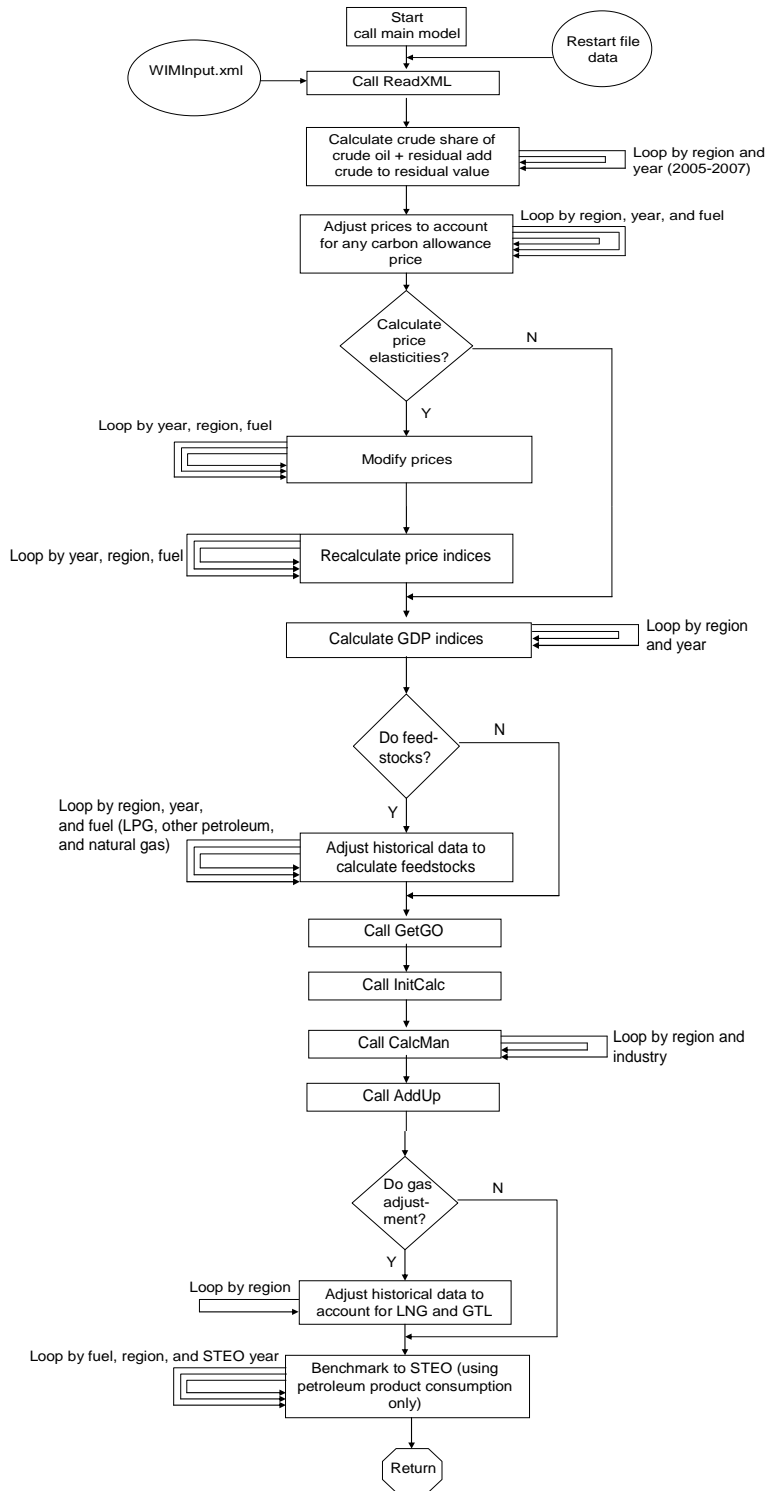 Start
call main model
Restart file
data
WIMInput.xml
Call ReadXML
Calculate crude share of
crude oil + residual add
crude to residual value
Loop by region and
year (2005-2007)
Loop by region, year, and fuel
Adjust prices to account
for any carbon allowance
price
Calculate
price
elasticities?
N
Y
Loop by year, region, fuel
Modify prices
Loop by year, region, fuel
Recalculate price indices
Calculate GDP indices
Loop by region
and year
Do feed-
stocks?
N
Y
Loop by region, year,
and fuel (LPG, other petroleum,
and natural gas)
Adjust historical data to
calculate feedstocks
Call GetGO
Call InitCalc
Call CalcMan
Loop by region and
industry
Call AddUp
Do gas
adjust-
ment?
N
Y
Loop by region
Adjust historical data to
account for LNG and GTL
Loop by fuel, region, and STEO year
Benchmark to STEO (using
petroleum product consumption
only)
Return